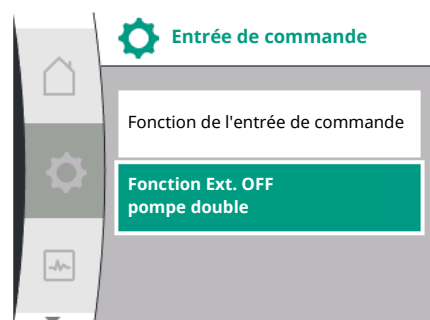 Entrée de commande
Fonction de l'entrée de commande
Fonction Ext. OFF
pompe double